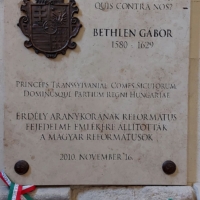 QUIS CONTRA NOS?
BETHLEN GÁBOR
1580 - 1629
PRINCEPS TRANSYLVANIAE, COMES SICULORUM,
DOMINUSQUE PARTIUM REGNI HUNGARIAE
ERDÉLY ARANYKORÁNAK REFORMÁTUS
FEJEDELME EMLÉKÉRE ÁLLÍTOTTÁK
A MAGYAR REFORMÁTUSOK
2010. NOVEMBER 16.